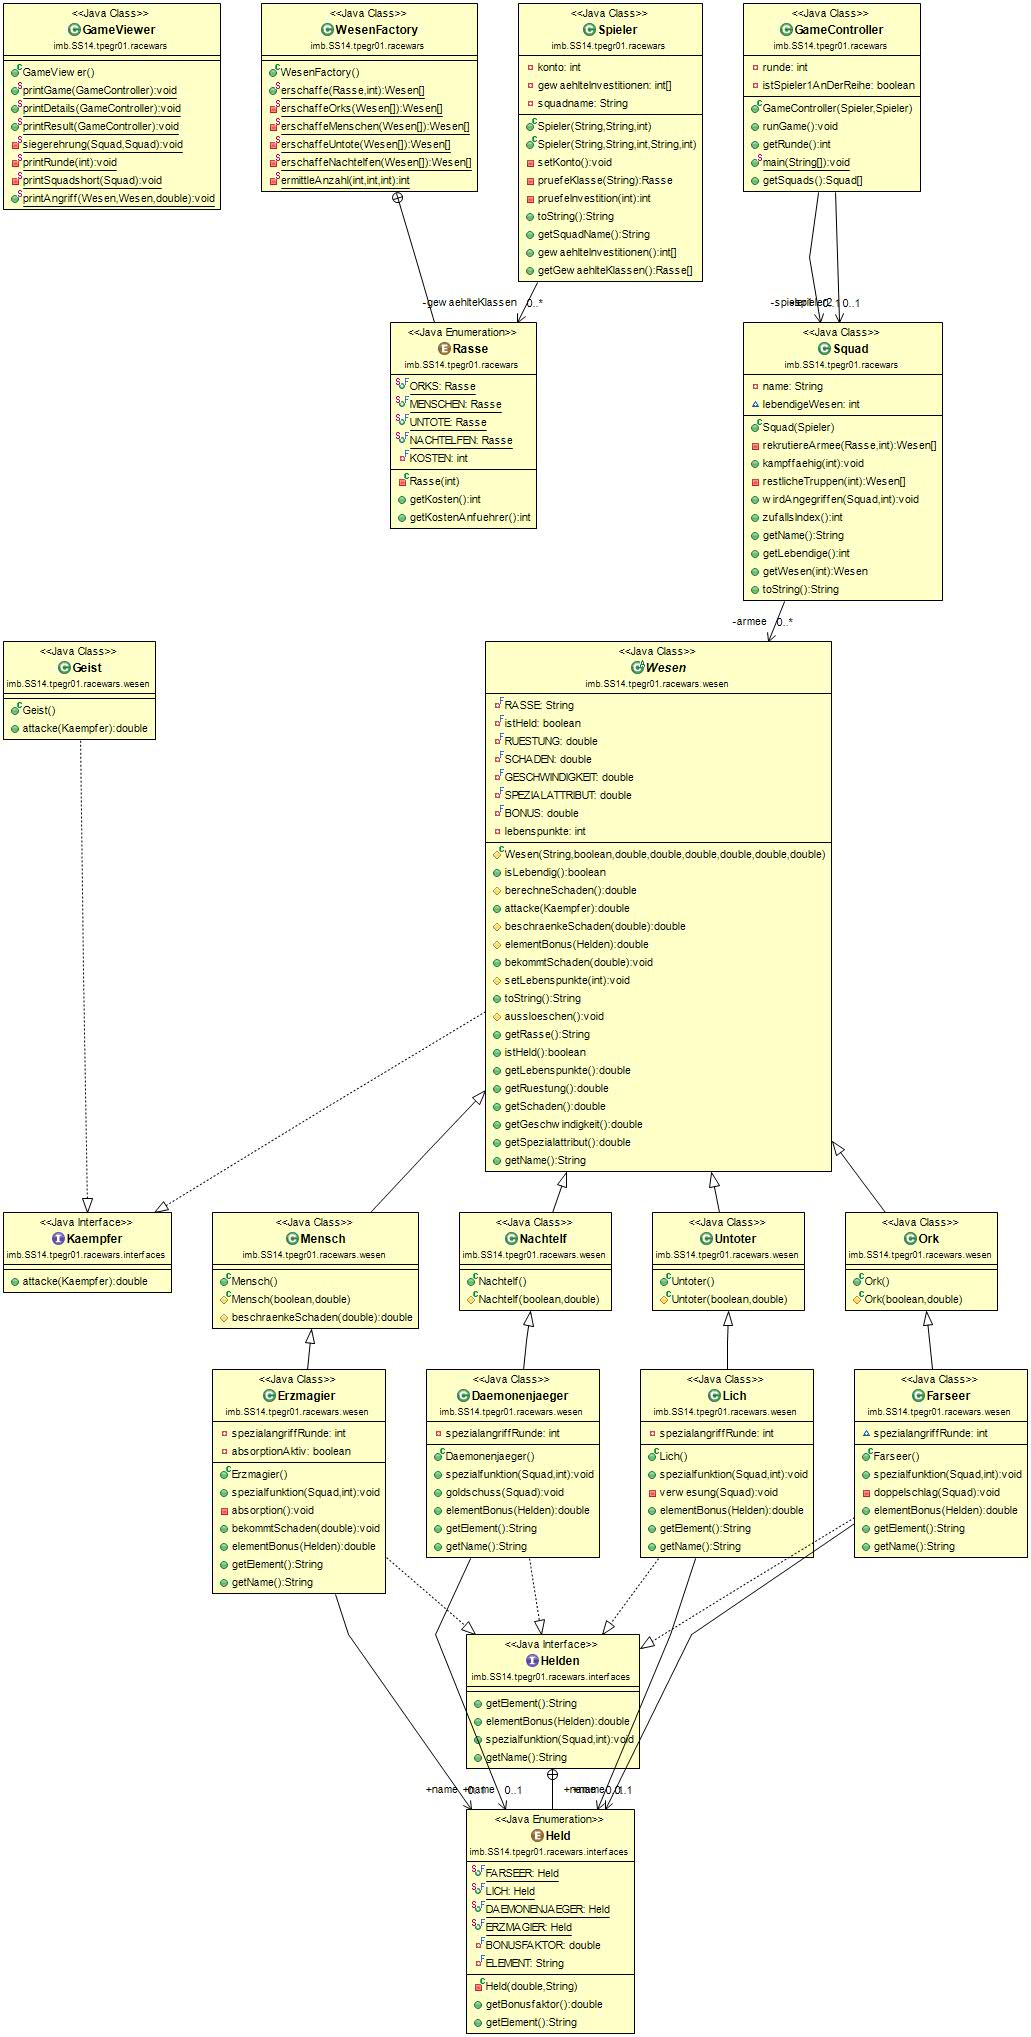 <<Java Class>>
GameViewer
imb.SS14.tpegr01.racewars
GameViewer()
printGame(GameController):void
printDetails(GameController):void
printResult(GameController):void
siegerehrung(Squad,Squad):void
printRunde(int):void
printSquadshort(Squad):void
printAngriff(Wesen,Wesen,double):void
<<Java Class>>
WesenFactory
imb.SS14.tpegr01.racewars
WesenFactory()
erschaffe(Rasse,int):Wesen[]
erschaffeOrks(Wesen[]):Wesen[]
erschaffeMenschen(Wesen[]):Wesen[]
erschaffeUntote(Wesen[]):Wesen[]
erschaffeNachtelfen(Wesen[]):Wesen[]
ermittleAnzahl(int,int,int):int
<<Java Class>>
Spieler
imb.SS14.tpegr01.racewars
konto: int
gewaehlteInvestitionen: int[]
squadname: String
Spieler(String,String,int)
Spieler(String,String,int,String,int)
setKonto():void
pruefeKlasse(String):Rasse
pruefeInvestition(int):int
toString():String
getSquadName():String
gewaehlteInvestitionen():int[]
getGewaehlteKlassen():Rasse[]
<<Java Class>>
GameController
imb.SS14.tpegr01.racewars
runde: int
istSpieler1AnDerReihe: boolean
GameController(Spieler,Spieler)
runGame():void
getRunde():int
main(String[]):void
getSquads():Squad[]
-gewaehlteKlassen 0..*
0..1
<<Java Enumeration>>
Rasse
imb.SS14.tpegr01.racewars
ORKS: Rasse
MENSCHEN: Rasse
UNTOTE: Rasse
NACHTELFEN: Rasse
KOSTEN: int
Rasse(int)
getKosten():int
getKostenAnfuehrer():int
<<Java Class>>
Squad
imb.SS14.tpegr01.racewars
name: String
lebendigeWesen: int
Squad(Spieler)
rekrutiereArmee(Rasse,int):Wesen[]
kampffaehig(int):void
restlicheTruppen(int):Wesen[]
wirdAngegriffen(Squad,int):void
zufallsIndex():int
getName():String
getLebendige():int
getWesen(int):Wesen
toString():String
-armee 0..*
<<Java Class>>
Geist
imb.SS14.tpegr01.racewars.wesen
Geist()
attacke(Kaempfer):double
<<Java Class>>
Wesen
imb.SS14.tpegr01.racewars.wesen
RASSE: String
istHeld: boolean
RUESTUNG: double
SCHADEN: double
GESCHWINDIGKEIT: double
SPEZIALATTRIBUT: double
BONUS: double
lebenspunkte: int
Wesen(String,boolean,double,double,double,double,double,double)
isLebendig():boolean
berechneSchaden():double
attacke(Kaempfer):double
beschraenkeSchaden(double):double
elementBonus(Helden):double
bekommtSchaden(double):void
setLebenspunkte(int):void
toString():String
aussloeschen():void
getRasse():String
istHeld():boolean
getLebenspunkte():double
getRuestung():double
getSchaden():double
getGeschwindigkeit():double
getSpezialattribut():double
getName():String
<<Java Interface>>
Kaempfer
imb.SS14.tpegr01.racewars.interfaces
attacke(Kaempfer):double
<<Java Class>>
Mensch
imb.SS14.tpegr01.racewars.wesen
Mensch()
Mensch(boolean,double)
beschraenkeSchaden(double):double
<<Java Class>>
Nachtelf
imb.SS14.tpegr01.racewars.wesen
Nachtelf()
Nachtelf(boolean,double)
<<Java Class>>
Untoter
imb.SS14.tpegr01.racewars.wesen
Untoter()
Untoter(boolean,double)
<<Java Class>>
Ork
imb.SS14.tpegr01.racewars.wesen
Ork()
Ork(boolean,double)
<<Java Class>>
Erzmagier
imb.SS14.tpegr01.racewars.wesen
spezialangriffRunde: int
absorptionAktiv: boolean
Erzmagier()
spezialfunktion(Squad,int):void
absorption():void
bekommtSchaden(double):void
elementBonus(Helden):double
getElement():String
getName():String
<<Java Class>>
Daemonenjaeger
imb.SS14.tpegr01.racewars.wesen
spezialangriffRunde: int
Daemonenjaeger()
spezialfunktion(Squad,int):void
goldschuss(Squad):void
elementBonus(Helden):double
getElement():String
getName():String
<<Java Class>>
Lich
imb.SS14.tpegr01.racewars.wesen
spezialangriffRunde: int
Lich()
spezialfunktion(Squad,int):void
verwesung(Squad):void
elementBonus(Helden):double
getElement():String
getName():String
<<Java Class>>
Farseer
imb.SS14.tpegr01.racewars.wesen
spezialangriffRunde: int
Farseer()
spezialfunktion(Squad,int):void
doppelschlag(Squad):void
elementBonus(Helden):double
getElement():String
getName():String
<<Java Interface>>
Helden
imb.SS14.tpegr01.racewars.interfaces
getElement():String
elementBonus(Helden):double
spezialfunktion(Squad,int):void
getName():String
+name 0..1
<<Java Enumeration>>
Held
imb.SS14.tpegr01.racewars.interfaces
FARSEER: Held
LICH: Held
DAEMONENJAEGER: Held
ERZMAGIER: Held
BONUSFAKTOR: double
ELEMENT: String
Held(double,String)
getBonusfaktor():double
getElement():String